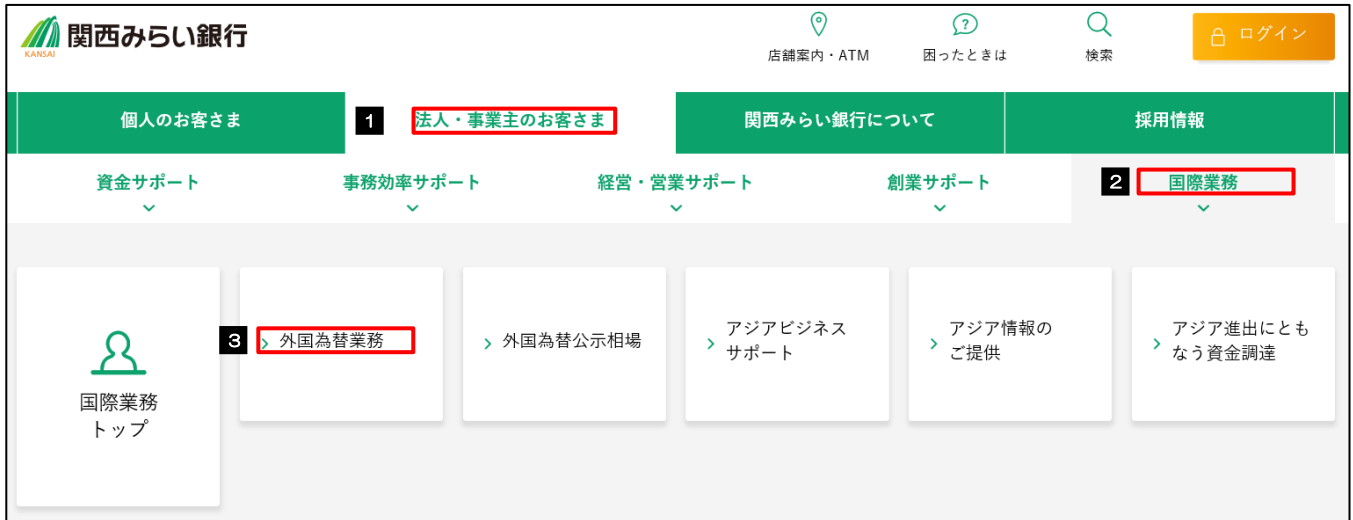 関西みらい銀行
KANSAI
店舗案内・ATM
困ったときは
検索
ログイン
個人のお客さま
1
法人・事業主のお客さま
関西みらい銀行について
採用情報
資金サポート
事務効率サポート
経営・営業サポート
創業サポート
2
国際業務
国際業務
トップ
3
外国為替業務
外国為替公示相場
アジアビジネス
サポート
アジア情報の
ご提供
アジア進出にとも
なう資金調達